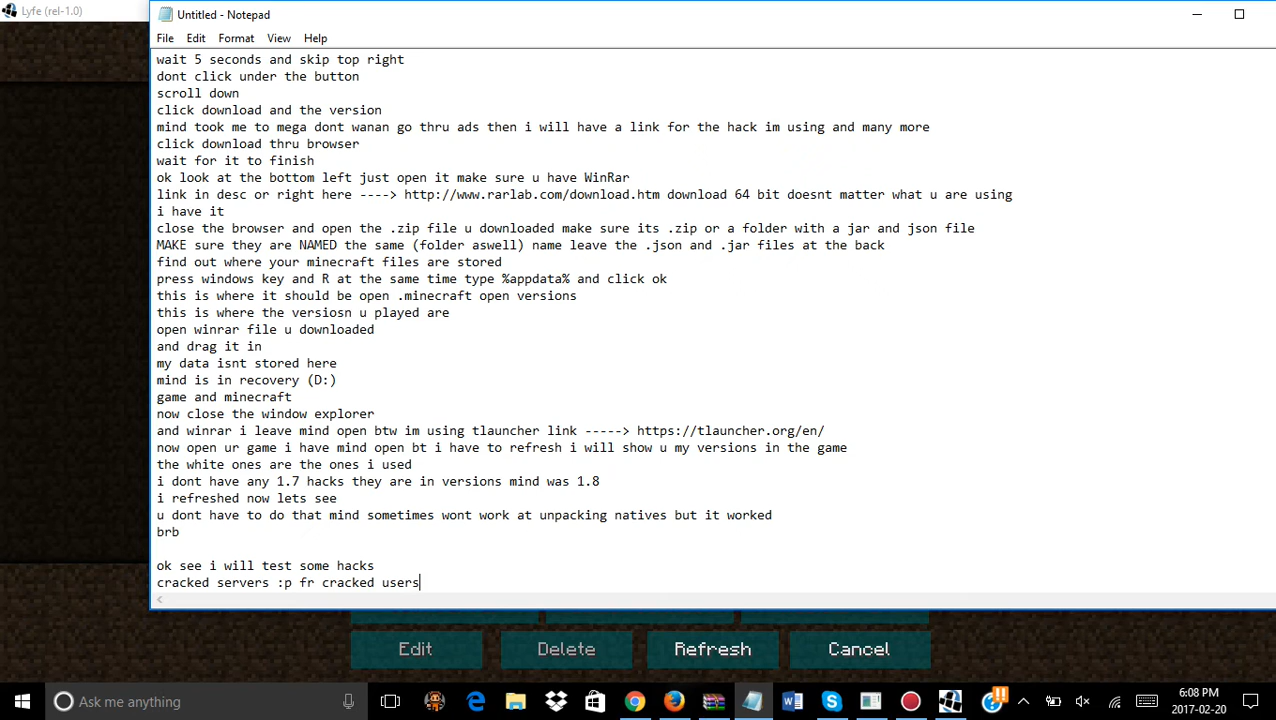 Lyfe (rel-1.0)
Untitled - Notepad
File Edit Format View Help
wait 5 seconds and skip top right
dont click under the button
scroll down
click download and the version
mind took me to mega dont wanan go thru ads then i will have a link for the hack im using and many more
click download thru browser
wait for it to finish
ok look at the bottom left just open it make sure u have WinRar
link in desc or right here ----> http://www.rarlab.com/download.htm download 64 bit doesnt matter what u are using
i have it
close the browser and open the .zip file u downloaded make sure its .zip or a folder with a jar and json file
MAKE sure they are NAMED the same (folder aswell) name leave the .json and .jar files at the back
find out where your minecraft files are stored
press windows key and R at the same time type %appdata% and click ok
this is where it should be open .minecraft open versions
this is where the versiosn u played are
open winrar file u downloaded
and drag it in
my data isnt stored here
mind is in recovery (D:)
game and minecraft
now close the window explorer
and winrar i leave mind open btw im using tlauncher link -----> https://tlauncher.org/en/
now open ur game i have mind open bt i have to refresh i will show u my versions in the game
the white ones are the ones i used
i dont have any 1.7 hacks they are in versions mind was 1.8
i refreshed now lets see
u dont have to do that mind sometimes wont work at unpacking natives but it worked
brb
ok see i will test some hacks
cracked servers :p fr cracked users
Edit Delete Refresh Cancel
Ask me anything
6:08 PM
2017-02-20